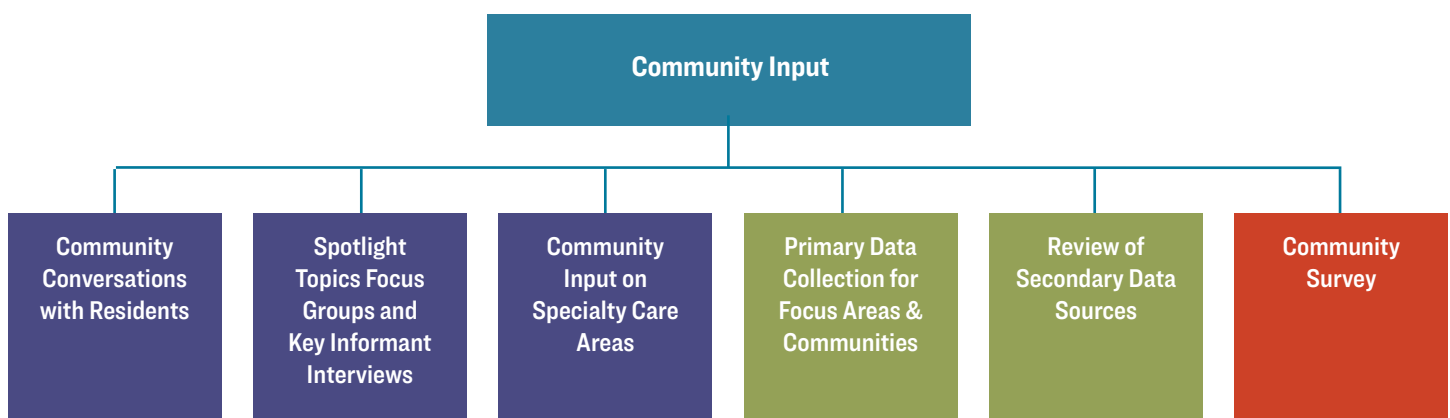 Community Input
Community
Conversations
with Residents
Spotlight
Topics Focus
Groups and
Key Informant
Interviews
Community
Input on
Specialty Care
Areas
Primary Data
Collection for
Focus Areas &
Communities
Review of
Secondary Data
Sources
Community
Survey